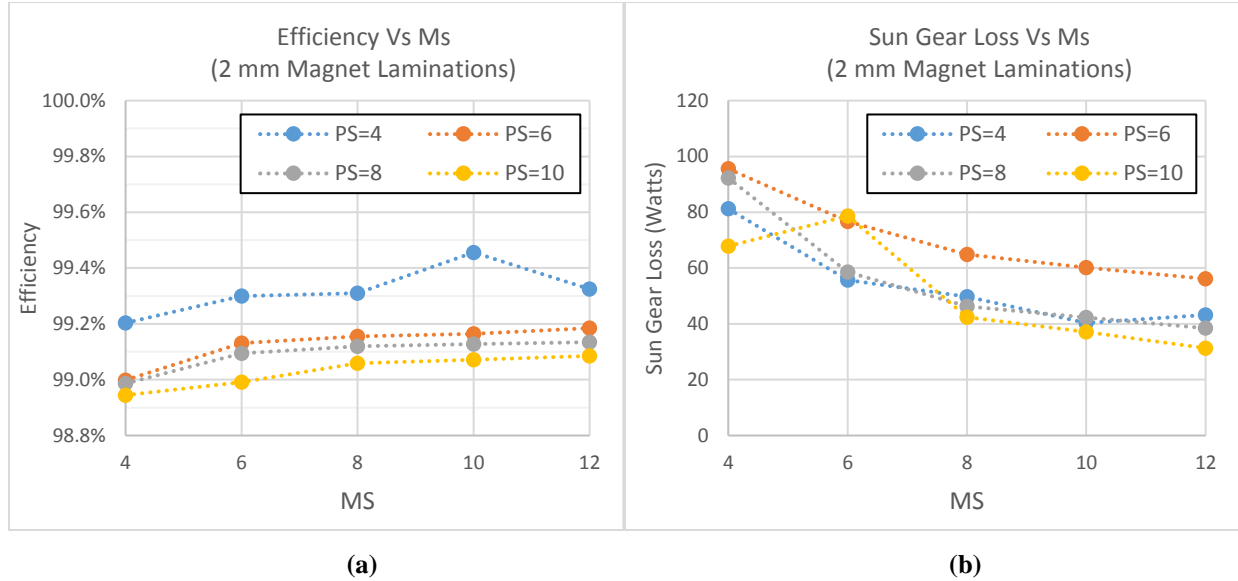 Efficiency Vs Ms
(2 mm Magnet Laminations)
100.0%
99.8%
99.6%
99.4%
99.2%
99.0%
98.8%
Efficiency
PS=4
PS=6
PS=8
PS=10
4
6
8
10
12
MS
(a)
Sun Gear Loss Vs Ms
(2 mm Magnet Laminations)
120
100
80
60
40
20
0
Sun Gear Loss (Watts)
PS=4
PS=6
PS=8
PS=10
4
6
8
10
12
MS
(b)